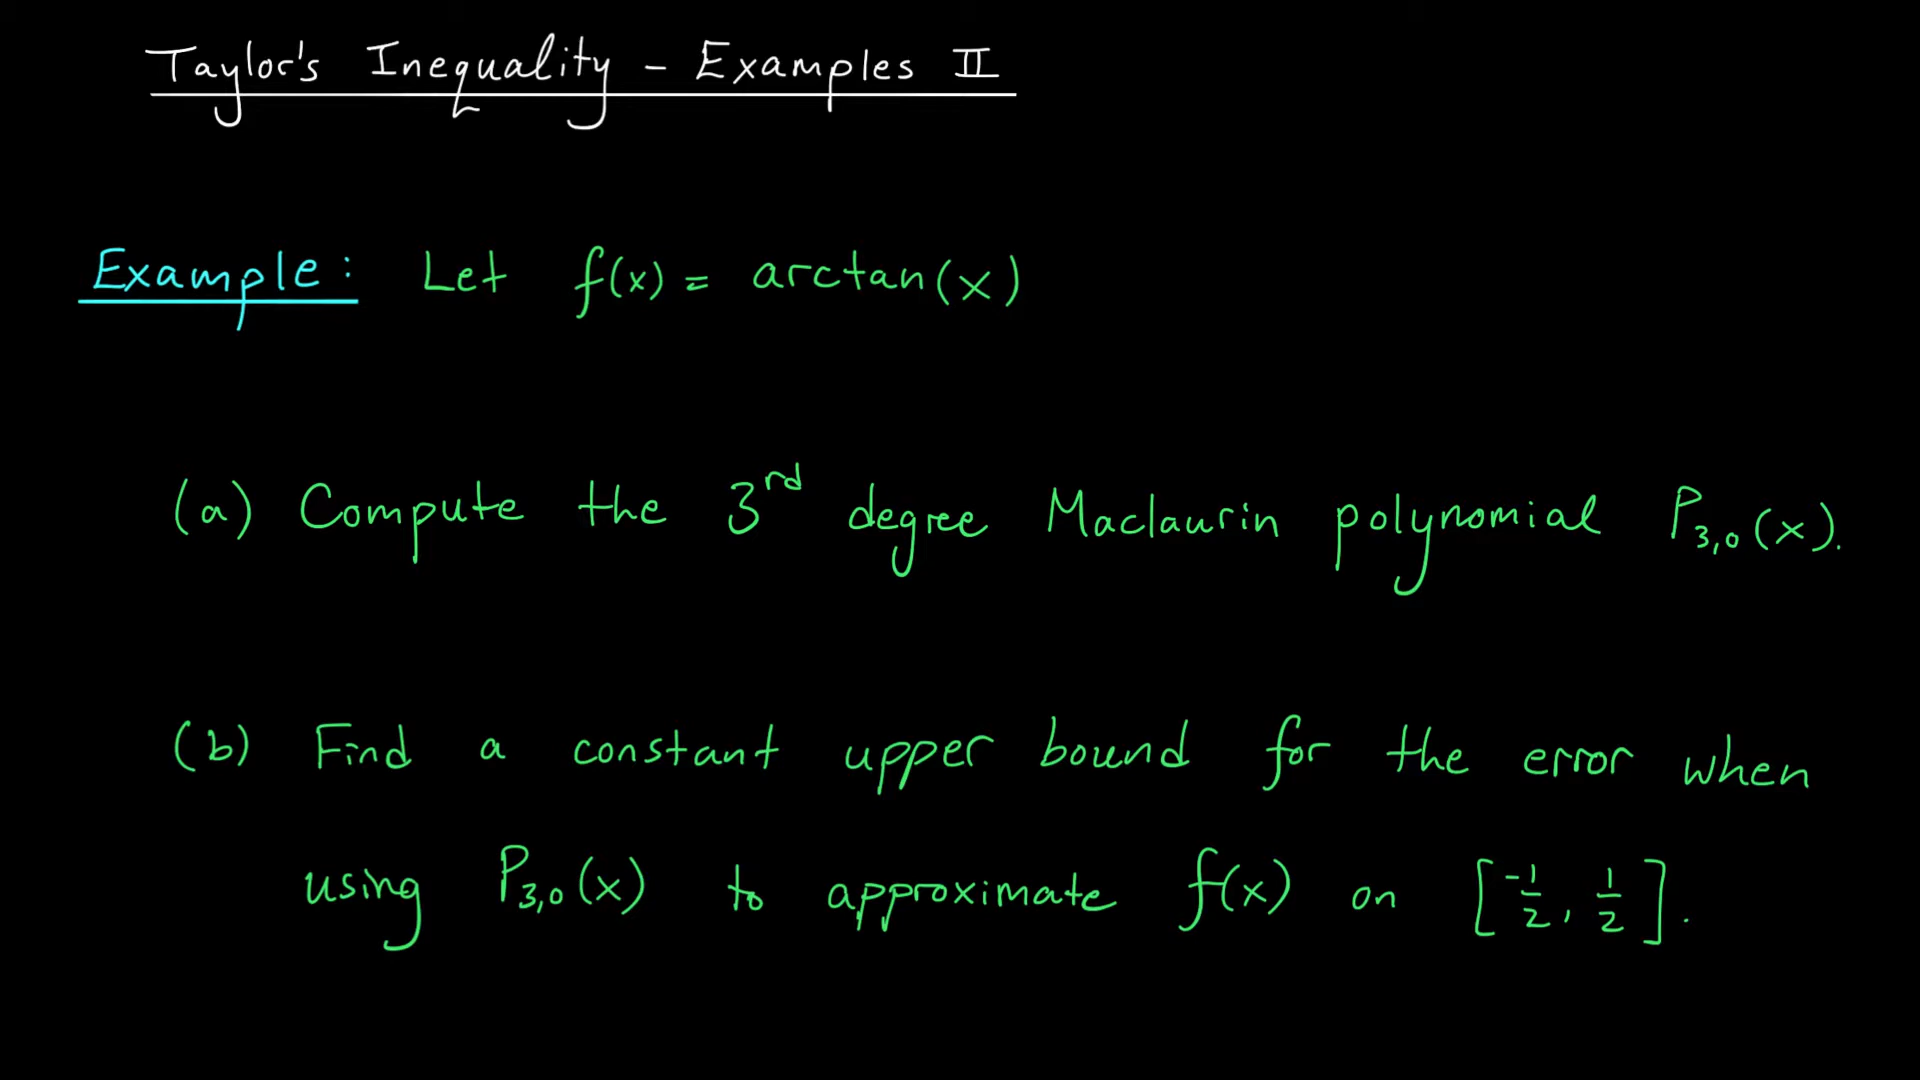 Taylor's Inequality - Examples II
Example: Let f(x) = arctan(x)
(a) Compute the 3rd degree Maclaurin polynomial P3,0(x).
(b) Find a constant upper bound for the error when
using P3,0(x) to approximate f(x) on [-1/2, 1/2].